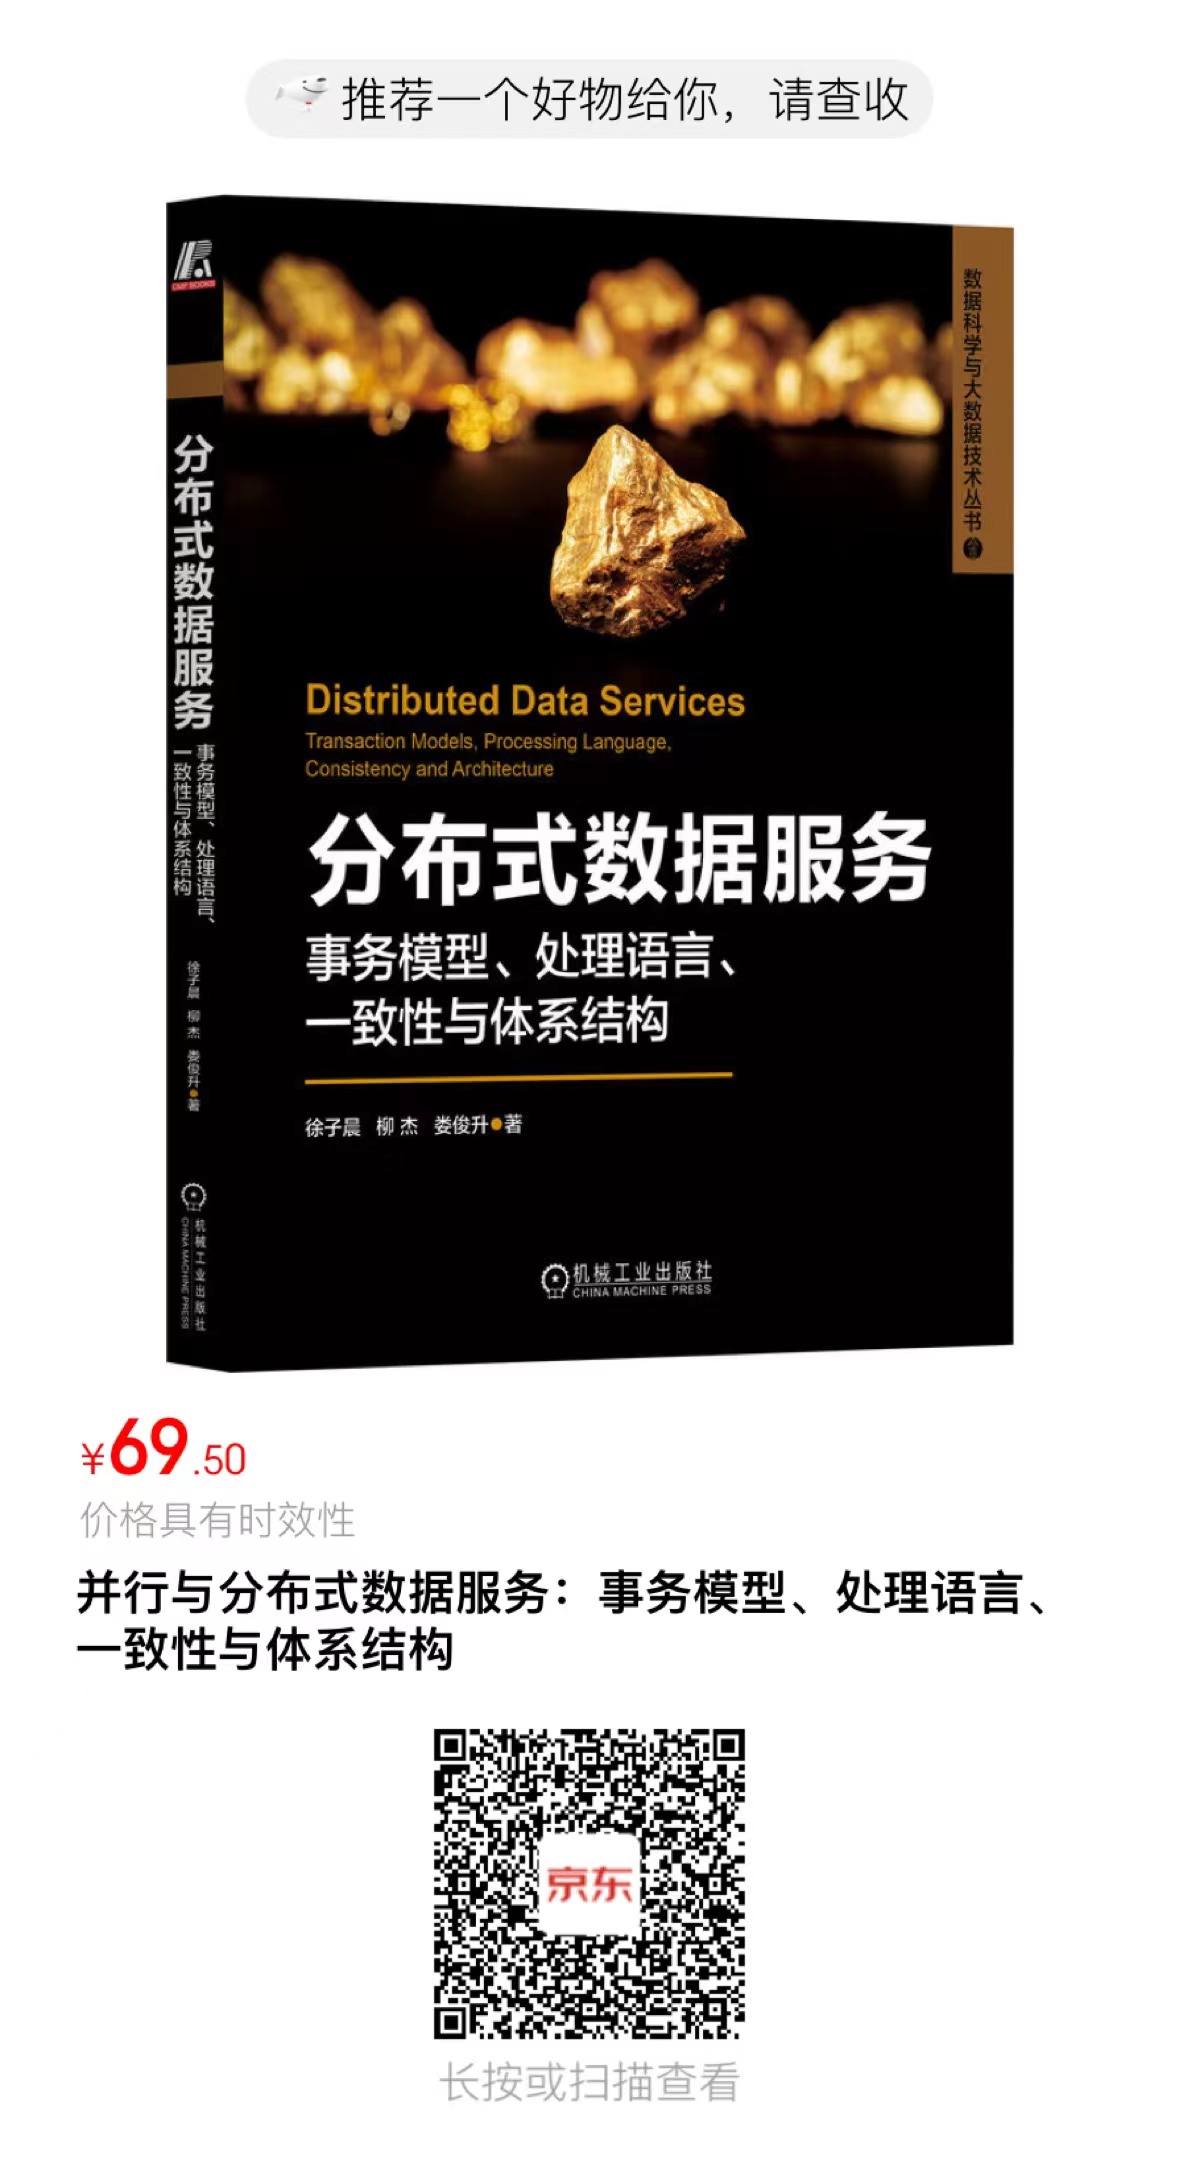 推荐一个好物给你，请查收
CMP BOOKS
分布式数据服务
事务模型、处理语言、
一致性与体系结构
徐子晨 柳杰 娄俊升●著
机械工业出版社
CHINA MACHINE PRESS
数据科学与大数据技术丛书
Distributed Data Services
Transaction Models, Processing Language,
Consistency and Architecture
分布式数据服务
事务模型、处理语言、
一致性与体系结构
徐子晨 柳杰 娄俊升●著
机械工业出版社
CHINA MACHINE PRESS
¥69.50
价格具有时效性
并行与分布式数据服务：事务模型、处理语言、
一致性与体系结构
京东
长按或扫描查看